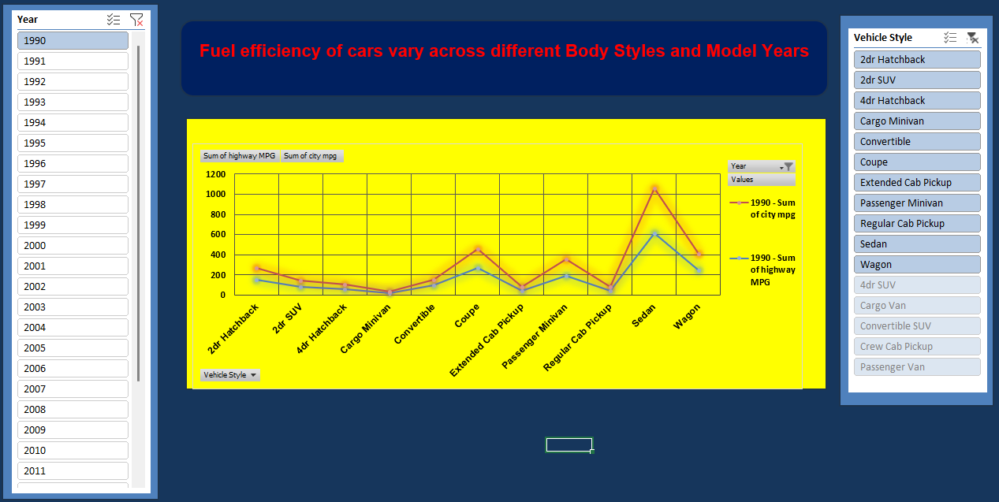 Year
1990
1991
1992
1993
1994
1995
1996
1997
1998
1999
2000
2001
2002
2003
2004
2005
2006
2007
2008
2009
2010
2011
Fuel efficiency of cars vary across different Body Styles and Model Years
Sum of highway MPG Sum of city mpg
1200
1000
800
600
400
200
0
2dr Hatchback
2dr SUV
4dr Hatchback
Cargo Minivan
Convertible
Coupe
Extended Cab Pickup
Passenger Minivan
Regular Cab Pickup
Sedan
Wagon
Vehicle Style
Year
Values
1990 - Sum
of city mpg
1990 - Sum
of highway
MPG
Vehicle Style
2dr Hatchback
2dr SUV
4dr Hatchback
Cargo Minivan
Convertible
Coupe
Extended Cab Pickup
Passenger Minivan
Regular Cab Pickup
Sedan
Wagon
4dr SUV
Cargo Van
Convertible SUV
Crew Cab Pickup
Passenger Van